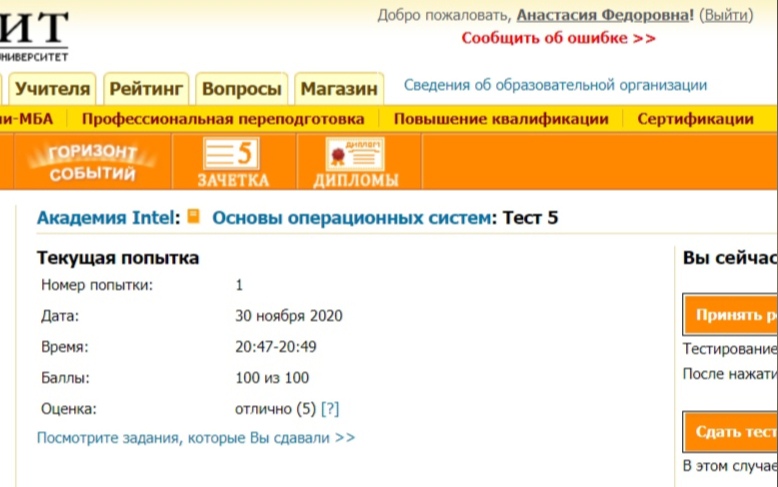 Добро пожаловать, Анастасия Федоровна! (Выйти)
ИТ
НИВЕРСИТЕТ
Сообщить об ошибке >>
Учителя Рейтинг Вопросы Магазин Сведения об образовательной организации
и-МБА Профессиональная переподготовка Повышение квалификации Сертификации
ГОРИЗОНТ СОБЫТИЙ
5 ЗАЧЕТКА
ДИПЛОМ ДИПЛОМЫ
Академия Intel: Основы операционных систем: Тест 5
Текущая попытка
Номер попытки: 1
Дата: 30 ноября 2020
Время: 20:47-20:49
Баллы: 100 из 100
Оценка: отлично (5) [?]
Посмотрите задания, которые Вы сдавали >>
Вы сейчас
Принять р
Тестирование
После нажати
Сдать тест
В этом случае